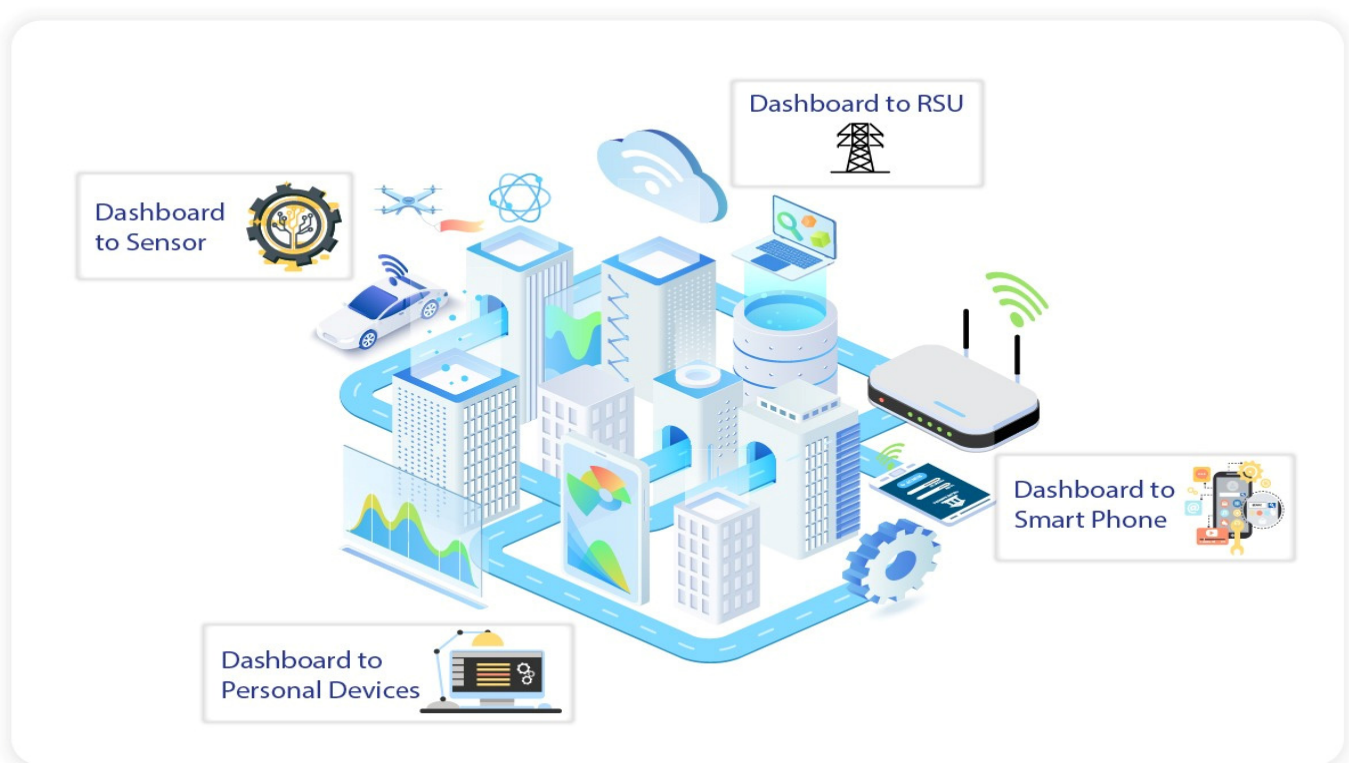 Dashboard to RSU
Dashboard
to Sensor
Dashboard to
Smart Phone
Dashboard to
Personal Devices